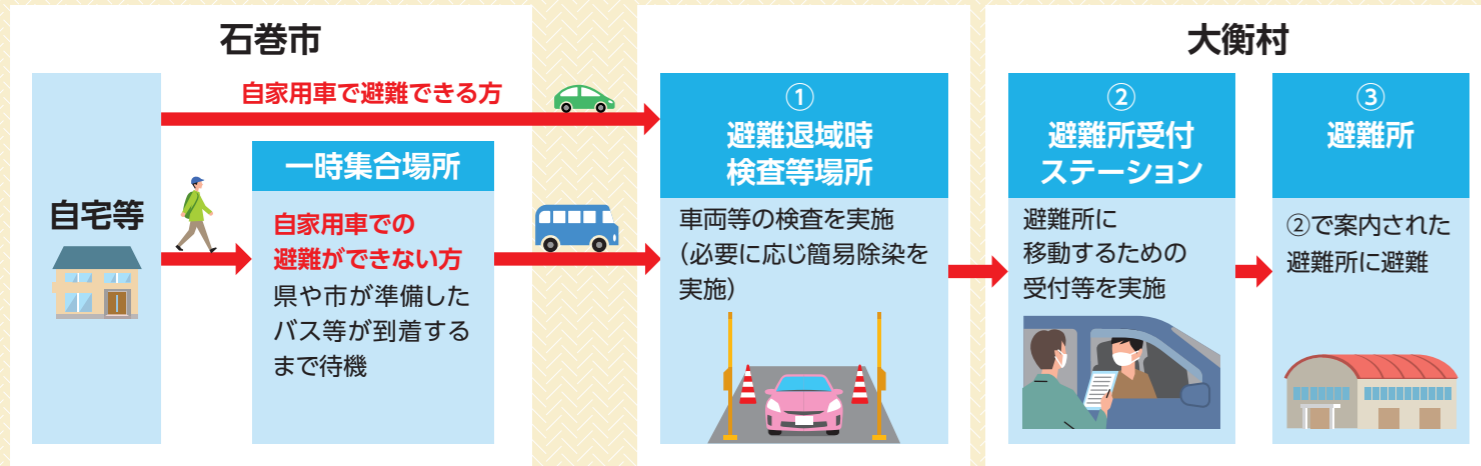 石巻市
自宅等
自家用車で避難できる方
一時集合場所
自家用車での
避難ができない方
県や市が準備した
バス等が到着する
まで待機
①
避難退域時
検査等場所
車両等の検査を実施
（必要に応じ簡易除染を
実施）
大衡村
②
避難所受付
ステーション
避難所に
移動するための
受付等を実施
③
避難所
②で案内された
避難所に避難